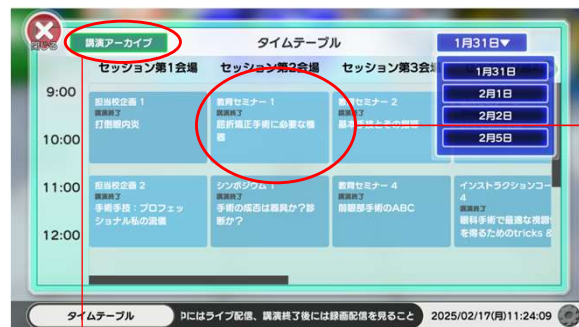 閉じる
講演アーカイブ
タイムテーブル
1月31日▼
セッション第1会場
セッション第2会場
セッション第3会場
1月31日
2月1日
2月2日
2月5日
9:00
10:00
11:00
12:00
担当校企画 1
講演終了
打倒眼内炎
教育セミナー 1
講演終了
屈折矯正手術に必要な機
器
教育セミナー 2
講演終了
担当校企画 2
講演終了
手術手技：プロフェッ
ショナル私の流儀
シンポジウム 1
講演終了
手術の成否は器具か？診
断か？
教育セミナー 4
講演終了
前眼部手術のABC
インストラクションコー
4
講演終了
眼科手術で最適な視認
を得るためのtricks &
タイムテーブル
中にはライブ配信、講演終了後には録画配信を見ること
2025/02/17(月)11:24:09